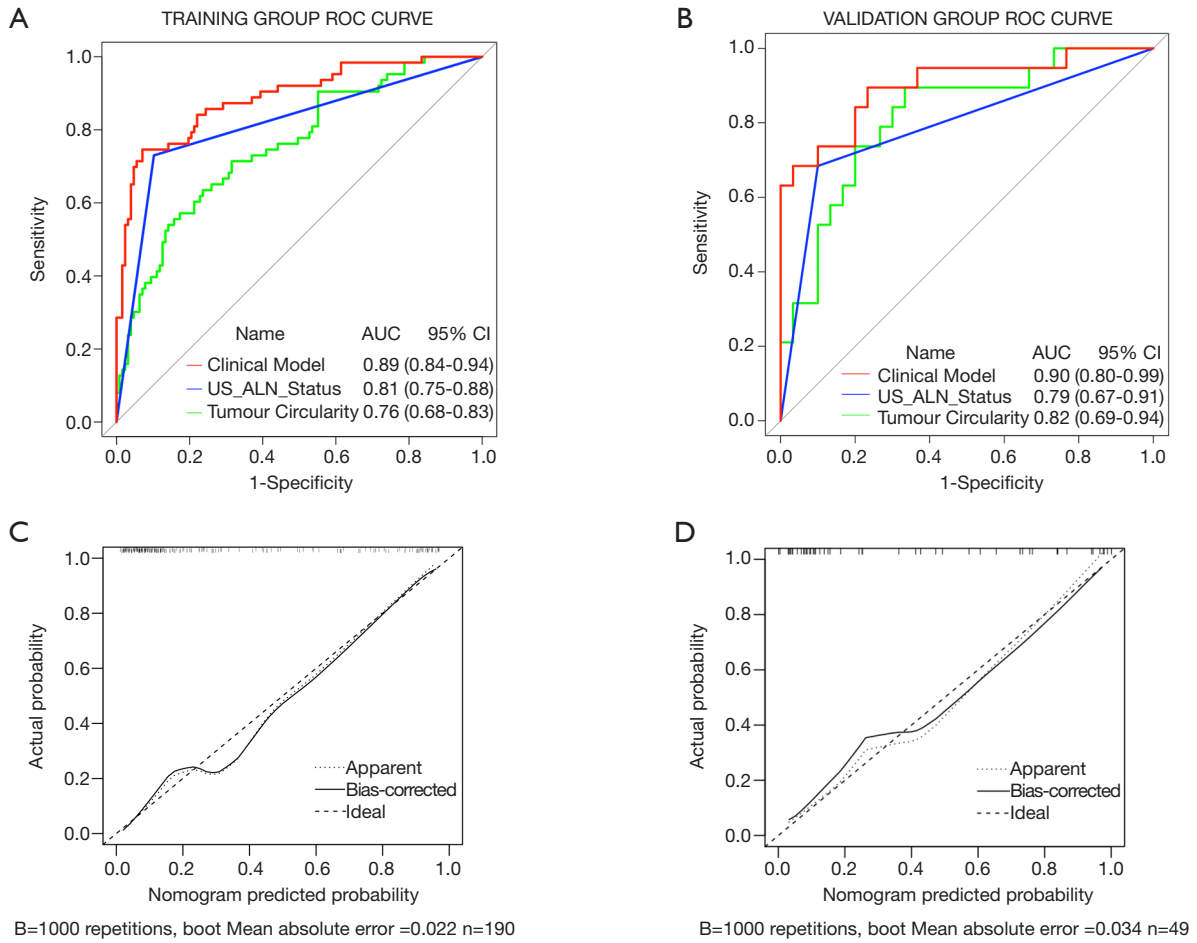 A
TRAINING GROUP ROC CURVE
1.0
0.8
0.6
0.4
0.2
0.0
Sensitivity
Name AUC 95% CI
Clinical Model 0.89 (0.84-0.94)
US_ALN_Status 0.81 (0.75-0.88)
Tumour Circularity 0.76 (0.68-0.83)
0.0 0.2 0.4 0.6 0.8 1.0
1-Specificity
B
VALIDATION GROUP ROC CURVE
1.0
0.8
0.6
0.4
0.2
0.0
Sensitivity
Name AUC 95% CI
Clinical Model 0.90 (0.80-0.99)
US_ALN_Status 0.79 (0.67-0.91)
Tumour Circularity 0.82 (0.69-0.94)
0.0 0.2 0.4 0.6 0.8 1.0
1-Specificity
C
1.0
0.8
0.6
0.4
0.2
0.0
Actual probability
Apparent
Bias-corrected
Ideal
0.0 0.2 0.4 0.6 0.8 1.0
Nomogram predicted probability
B=1000 repetitions, boot Mean absolute error =0.022 n=190
D
1.0
0.8
0.6
0.4
0.2
0.0
Actual probability
Apparent
Bias-corrected
Ideal
0.0 0.2 0.4 0.6 0.8 1.0
Nomogram predicted probability
B=1000 repetitions, boot Mean absolute error =0.034 n=49